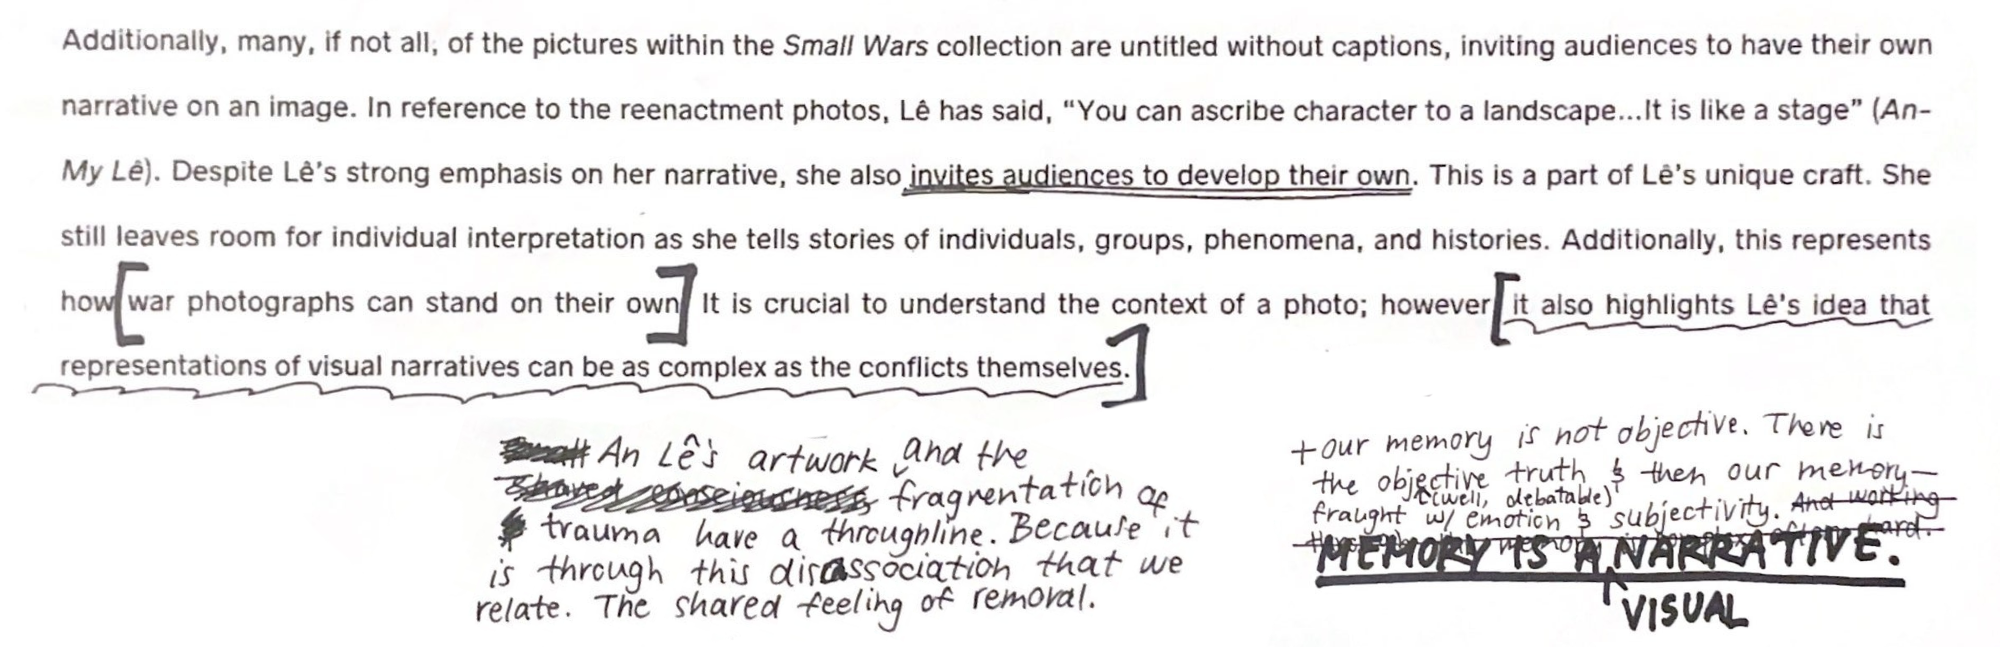 Additionally, many, if not all, of the pictures within the Small Wars collection are untitled without captions, inviting audiences to have their own
narrative on an image. In reference to the reenactment photos, Lê has said, “You can ascribe character to a landscape...It is like a stage” (An-
My Lê). Despite Lê’s strong emphasis on her narrative, she also invites audiences to develop their own. This is a part of Lê’s unique craft. She
still leaves room for individual interpretation as she tells stories of individuals, groups, phenomena, and histories. Additionally, this represents
how [war photographs can stand on their own] It is crucial to understand the context of a photo; however [it also highlights Lê’s idea that
representations of visual narratives can be as complex as the conflicts themselves.]
An Lê's artwork and the
shared consciousness fragmentation of
trauma have a throughline. Because it
is through this disassociation that we
relate. The shared feeling of removal.
+ our memory is not objective. There is
the objective truth & then our memory—
(well, debatable)
fraught w/ emotion & subjectivity. And working
hard.
MEMORY IS A NARRATIVE.
VISUAL